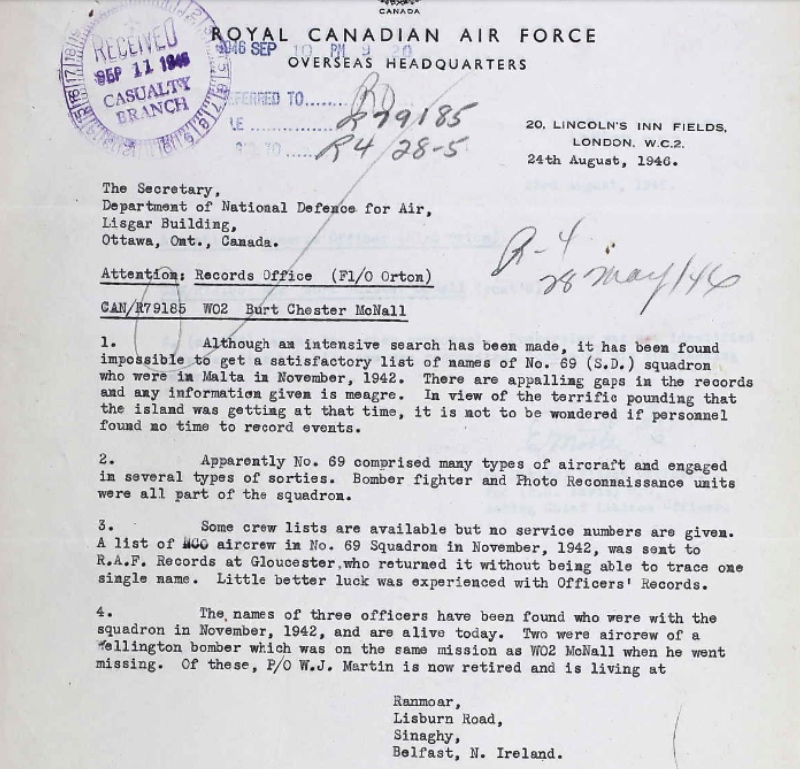 CANADA
ROYAL CANADIAN AIR FORCE
OVERSEAS HEADQUARTERS
RECEIVED
SEP 11 1946
CASUALTY
BRANCH
1946 SEP 10 PM 9 20
REFERRED TO........
R79185
R4 28-5
20, LINCOLN'S INN FIELDS,
LONDON. W.C.2.
24th August, 1946.
The Secretary,
Department of National Defence for Air,
Lisgar Building,
Ottawa, Ont., Canada.
R-4
28 May/46
Attention: Records Office (F1/O Orton)
CAN/R79185 WO2 Burt Chester McNall
1. Although an intensive search has been made, it has been found
impossible to get a satisfactory list of names of No. 69 (S.D.) squadron
who were in Malta in November, 1942. There are appalling gaps in the records
and any information given is meagre. In view of the terrific pounding that
the island was getting at that time, it is not to be wondered if personnel
found no time to record events.
2. Apparently No. 69 comprised many types of aircraft and engaged
in several types of sorties. Bomber fighter and Photo Reconnaissance units
were all part of the squadron.
3. Some crew lists are available but no service numbers are given.
A list of NCO aircrew in No. 69 Squadron in November, 1942, was sent to
R.A.F. Records at Gloucester,who returned it without being able to trace one
single name. Little better luck was experienced with Officers' Records.
4. The names of three officers have been found who were with the
squadron in November, 1942, and are alive today. Two were aircrew of a
Wellington bomber which was on the same mission as WO2 McNall when he went
missing. Of these, P/O W.J. Martin is now retired and is living at
Ranmoar,
Lisburn Road,
Sinaghy,
Belfast, N. Ireland.